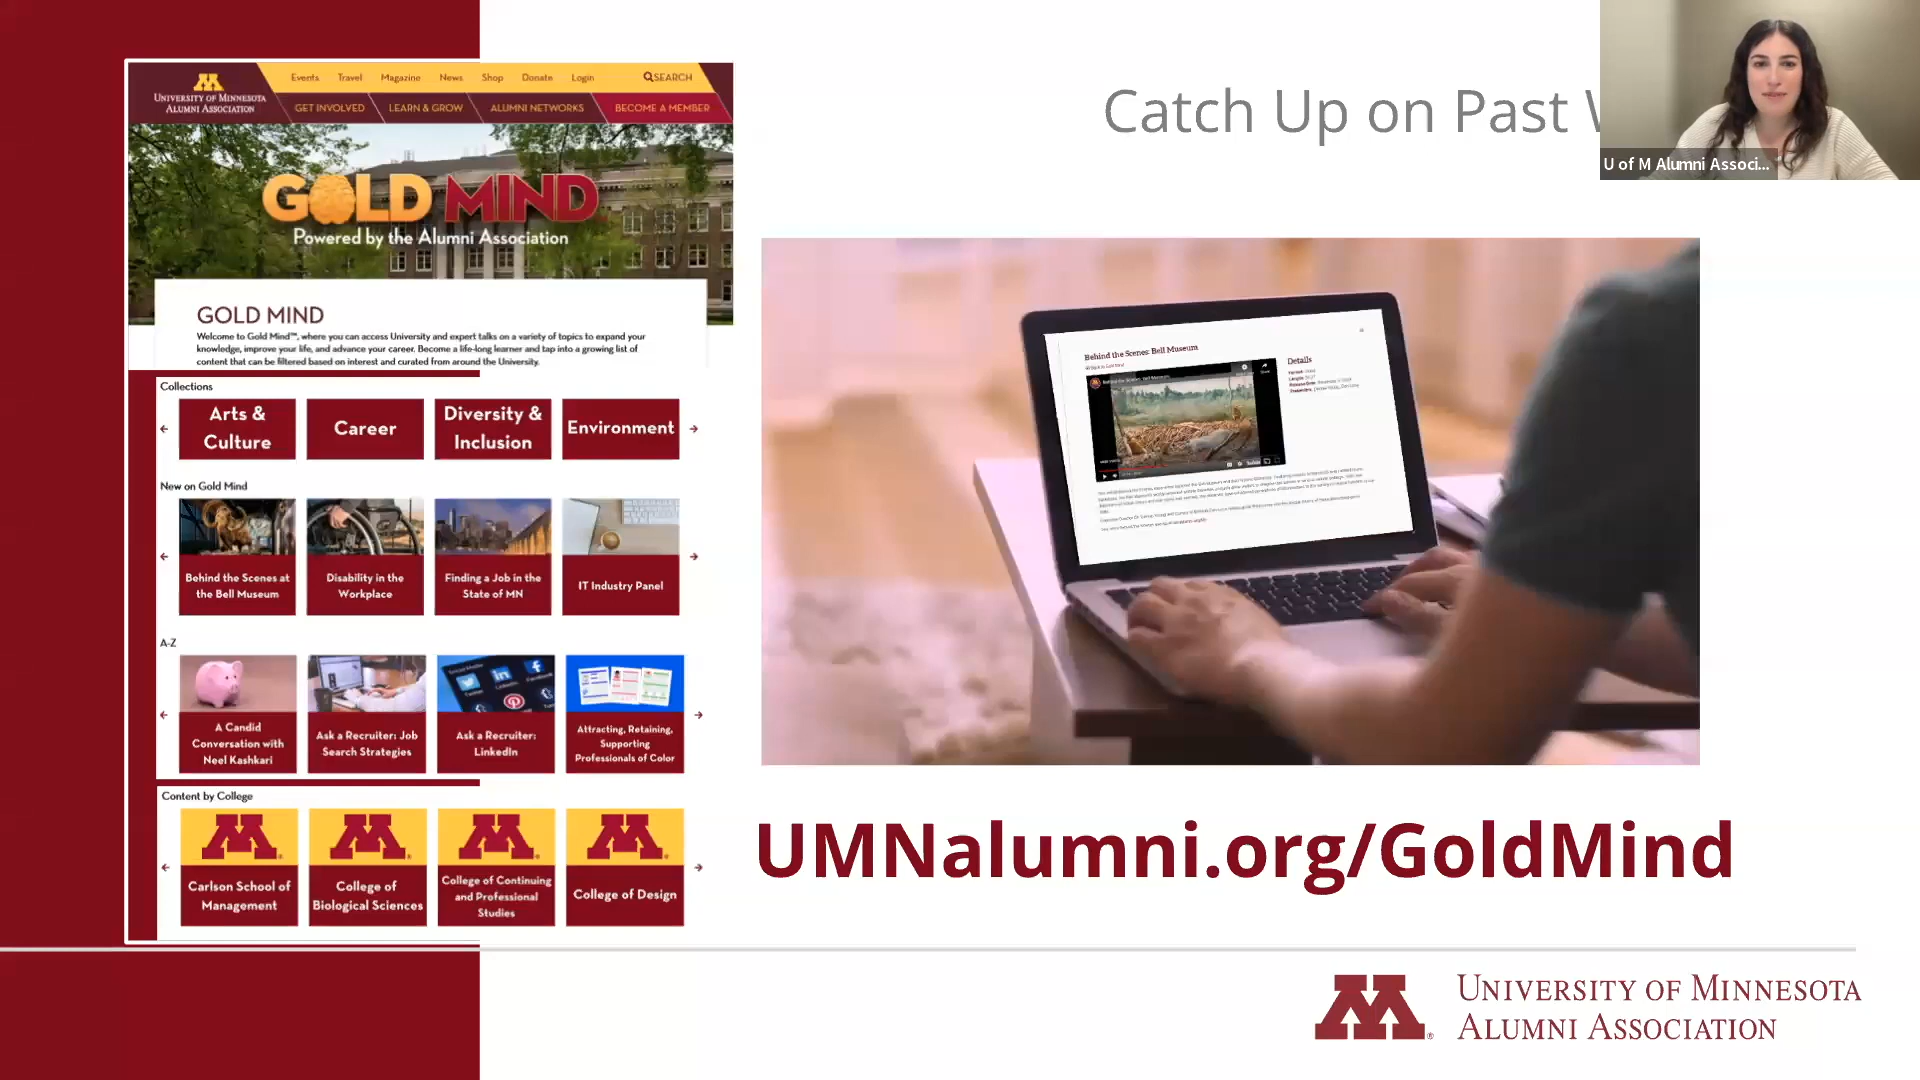 UNIVERSITY OF MINNESOTA
ALUMNI ASSOCIATION
Events Travel Magazine News Shop Donate Login SEARCH
GET INVOLVED LEARN & GROW ALUMNI NETWORKS BECOME A MEMBER
GOLD MIND
Powered by the Alumni Association
GOLD MIND
Welcome to Gold Mind™, where you can access University and expert talks on a variety of topics to expand your
knowledge, improve your life, and advance your career. Become a life-long learner and tap into a growing list of
content that can be filtered based on interest and curated from around the University.
Collections
Arts &
Culture
Career
Diversity &
Inclusion
Environment
New on Gold Mind
Behind the Scenes at
the Bell Museum
Disability in the
Workplace
Finding a Job in the
State of MN
IT Industry Panel
A-Z
A Candid
Conversation with
Neel Kashkari
Ask a Recruiter: Job
Search Strategies
Ask a Recruiter:
LinkedIn
Attracting, Retaining,
Supporting
Professionals of Color
Content by College
Carlson School of
Management
College of
Biological Sciences
College of Continuing
and Professional
Studies
College of Design
Catch Up on Past
U of M Alumni Associ...
Behind the Scenes: Bell Museum
Details
UMNalumni.org/GoldMind
UNIVERSITY OF MINNESOTA
ALUMNI ASSOCIATION